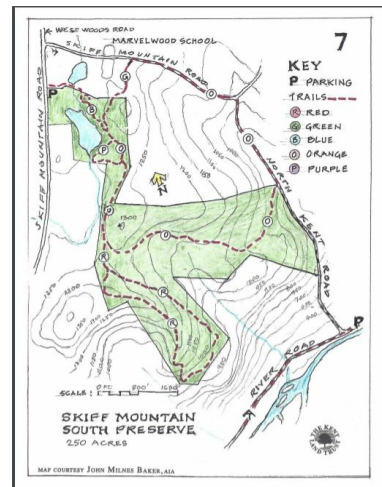 WEST WOODS ROAD
SKIFF MOUNTAIN ROAD
MARVELWOOD SCHOOL
7
KEY
P PARKING
TRAILS
R RED
G GREEN
B BLUE
O ORANGE
P PURPLE
P
SKIFF MOUNTAIN ROAD
G
O
B
P
O
O
O
N
1250
1300
NORTH KENT ROAD
O
O
O
R
R
R
P
RIVER ROAD
SCALE: 0 FT. 800' 1600
SKIFF MOUNTAIN
SOUTH PRESERVE
250 ACRES
THE KENT LAND TRUST
MAP COURTESY JOHN MILNES BAKER, AIA